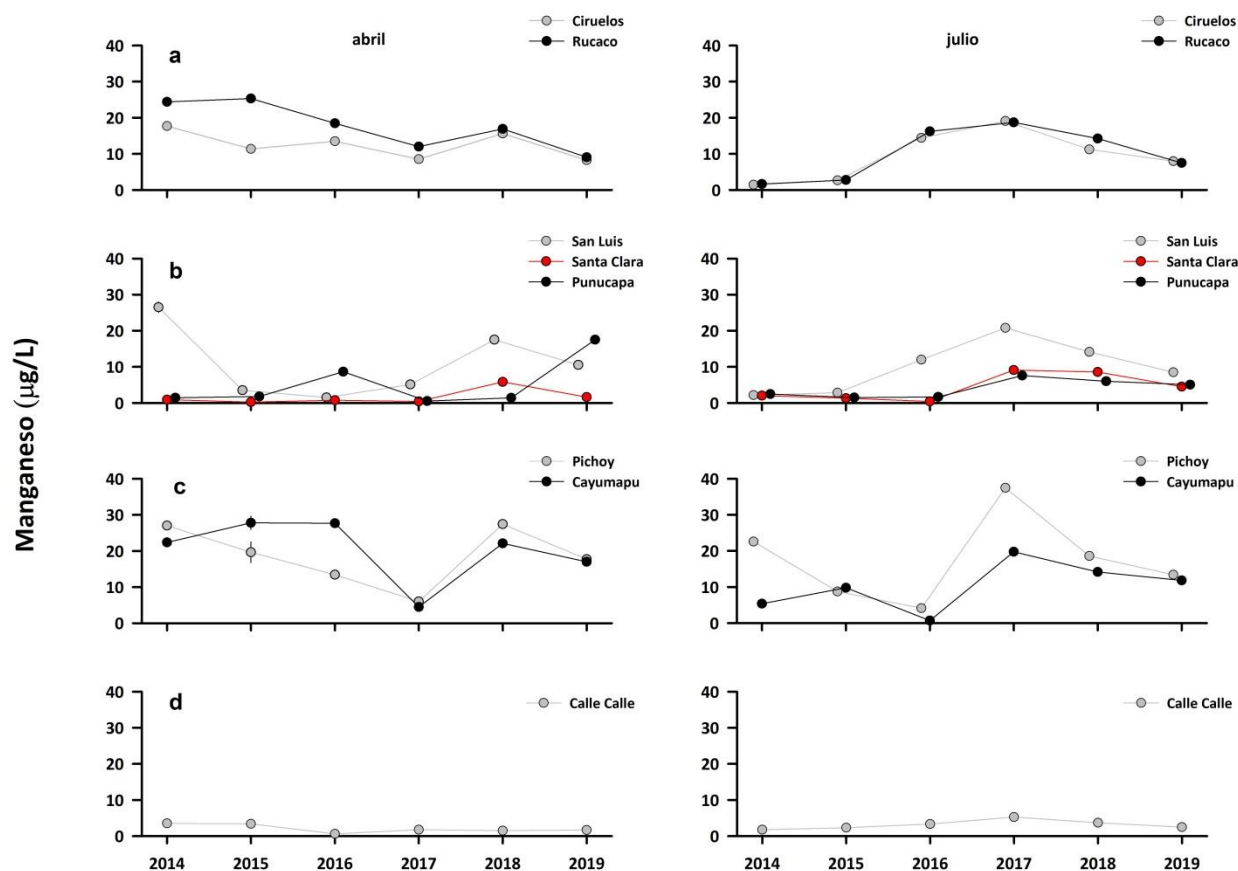 Manganeso (µg/L)
abril
julio
a
Ciruelos
Rucaco
40
30
20
10
0
Ciruelos
Rucaco
40
30
20
10
0
b
San Luis
Santa Clara
Punucapa
40
30
20
10
0
San Luis
Santa Clara
Punucapa
40
30
20
10
0
c
Pichoy
Cayumapu
40
30
20
10
0
Pichoy
Cayumapu
40
30
20
10
0
d
Calle Calle
40
30
20
10
0
2014 2015 2016 2017 2018 2019
Calle Calle
40
30
20
10
0
2014 2015 2016 2017 2018 2019